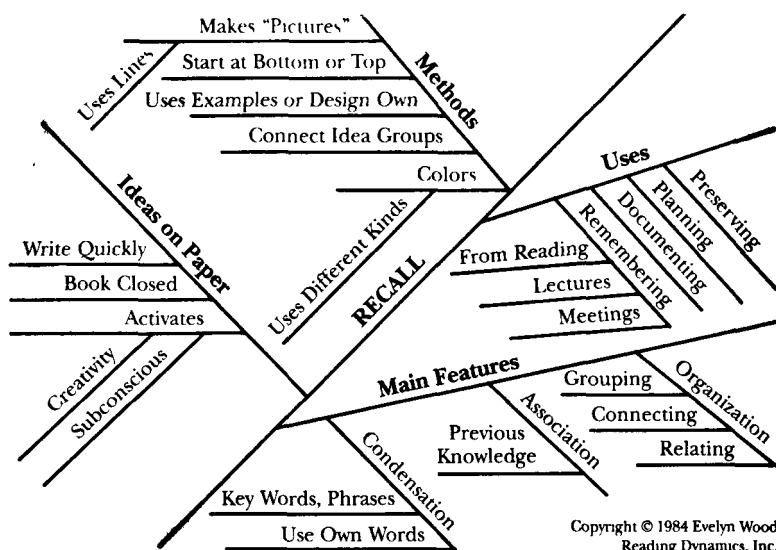 Makes "Pictures"
Uses Lines
Start at Bottom or Top
Methods
Uses Examples or Design Own
Connect Idea Groups
Colors
Uses Different Kinds
Ideas on Paper
Write Quickly
Book Closed
Activates
Creativity
Subconscious
RECALL
Uses
Preserving
Planning
Documenting
Remembering
From Reading
Lectures
Meetings
Main Features
Organization
Grouping
Connecting
Relating
Association
Previous
Knowledge
Condensation
Key Words, Phrases
Use Own Words
Copyright © 1984 Evelyn Wood
Reading Dynamics, Inc.